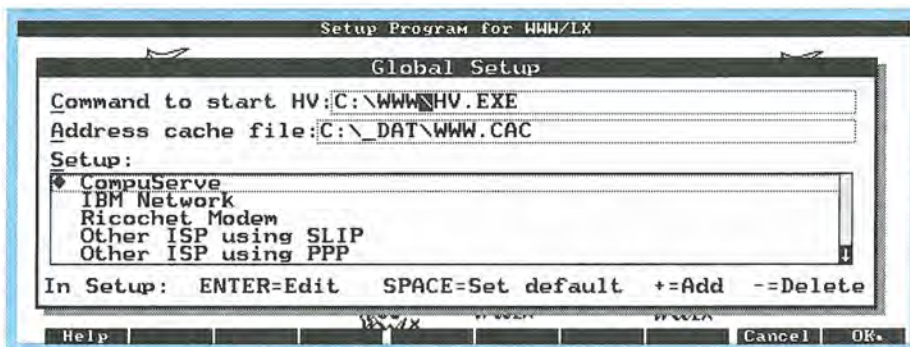 Setup Program for WWW/LX
Global Setup
Command to start HV:C:\WWW\HV.EXE
Address cache file:C:\_DAT\WWW.CAC
Setup:
CompuServe
IBM Network
Ricochet Modem
Other ISP using SLIP
Other ISP using PPP
In Setup: ENTER=Edit SPACE=Set default +=Add -=Delete
Help Cancel OK